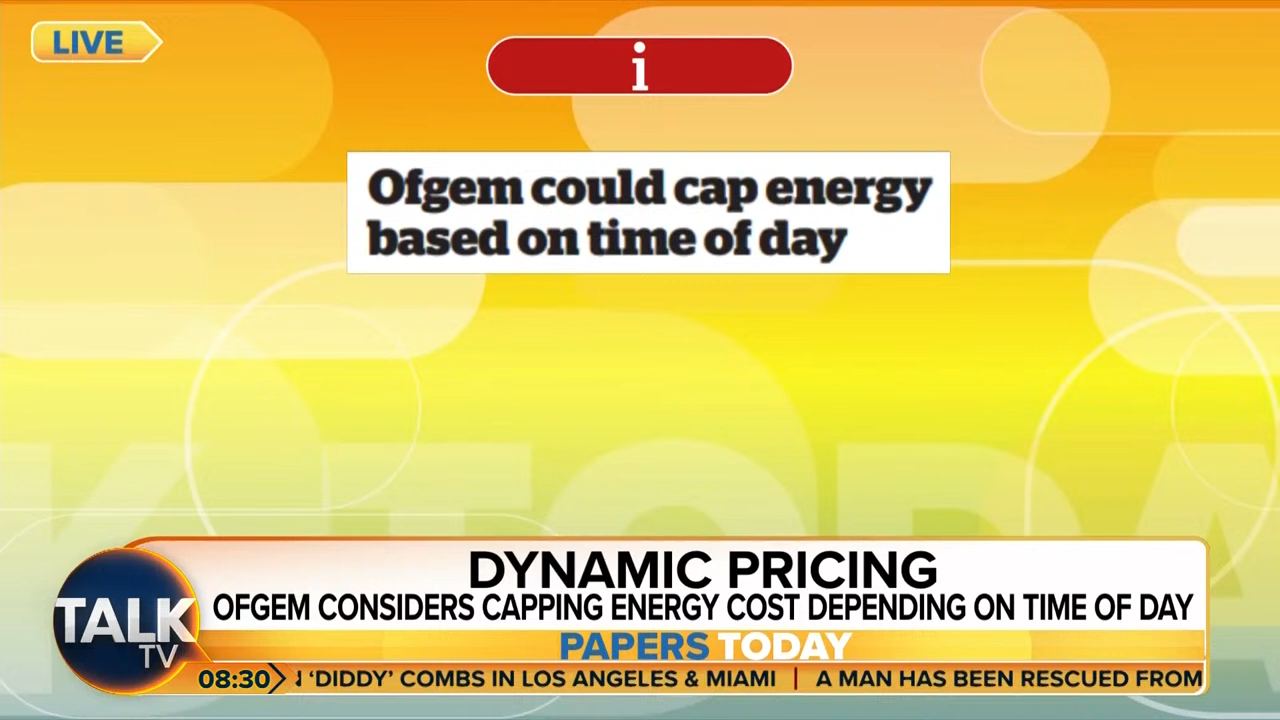 LIVE
i
Ofgem could cap energy
based on time of day
DYNAMIC PRICING
OFGEM CONSIDERS CAPPING ENERGY COST DEPENDING ON TIME OF DAY
TALK
TV
PAPERS TODAY
08:30
'DIDDY' COMBS IN LOS ANGELES & MIAMI | A MAN HAS BEEN RESCUED FROM